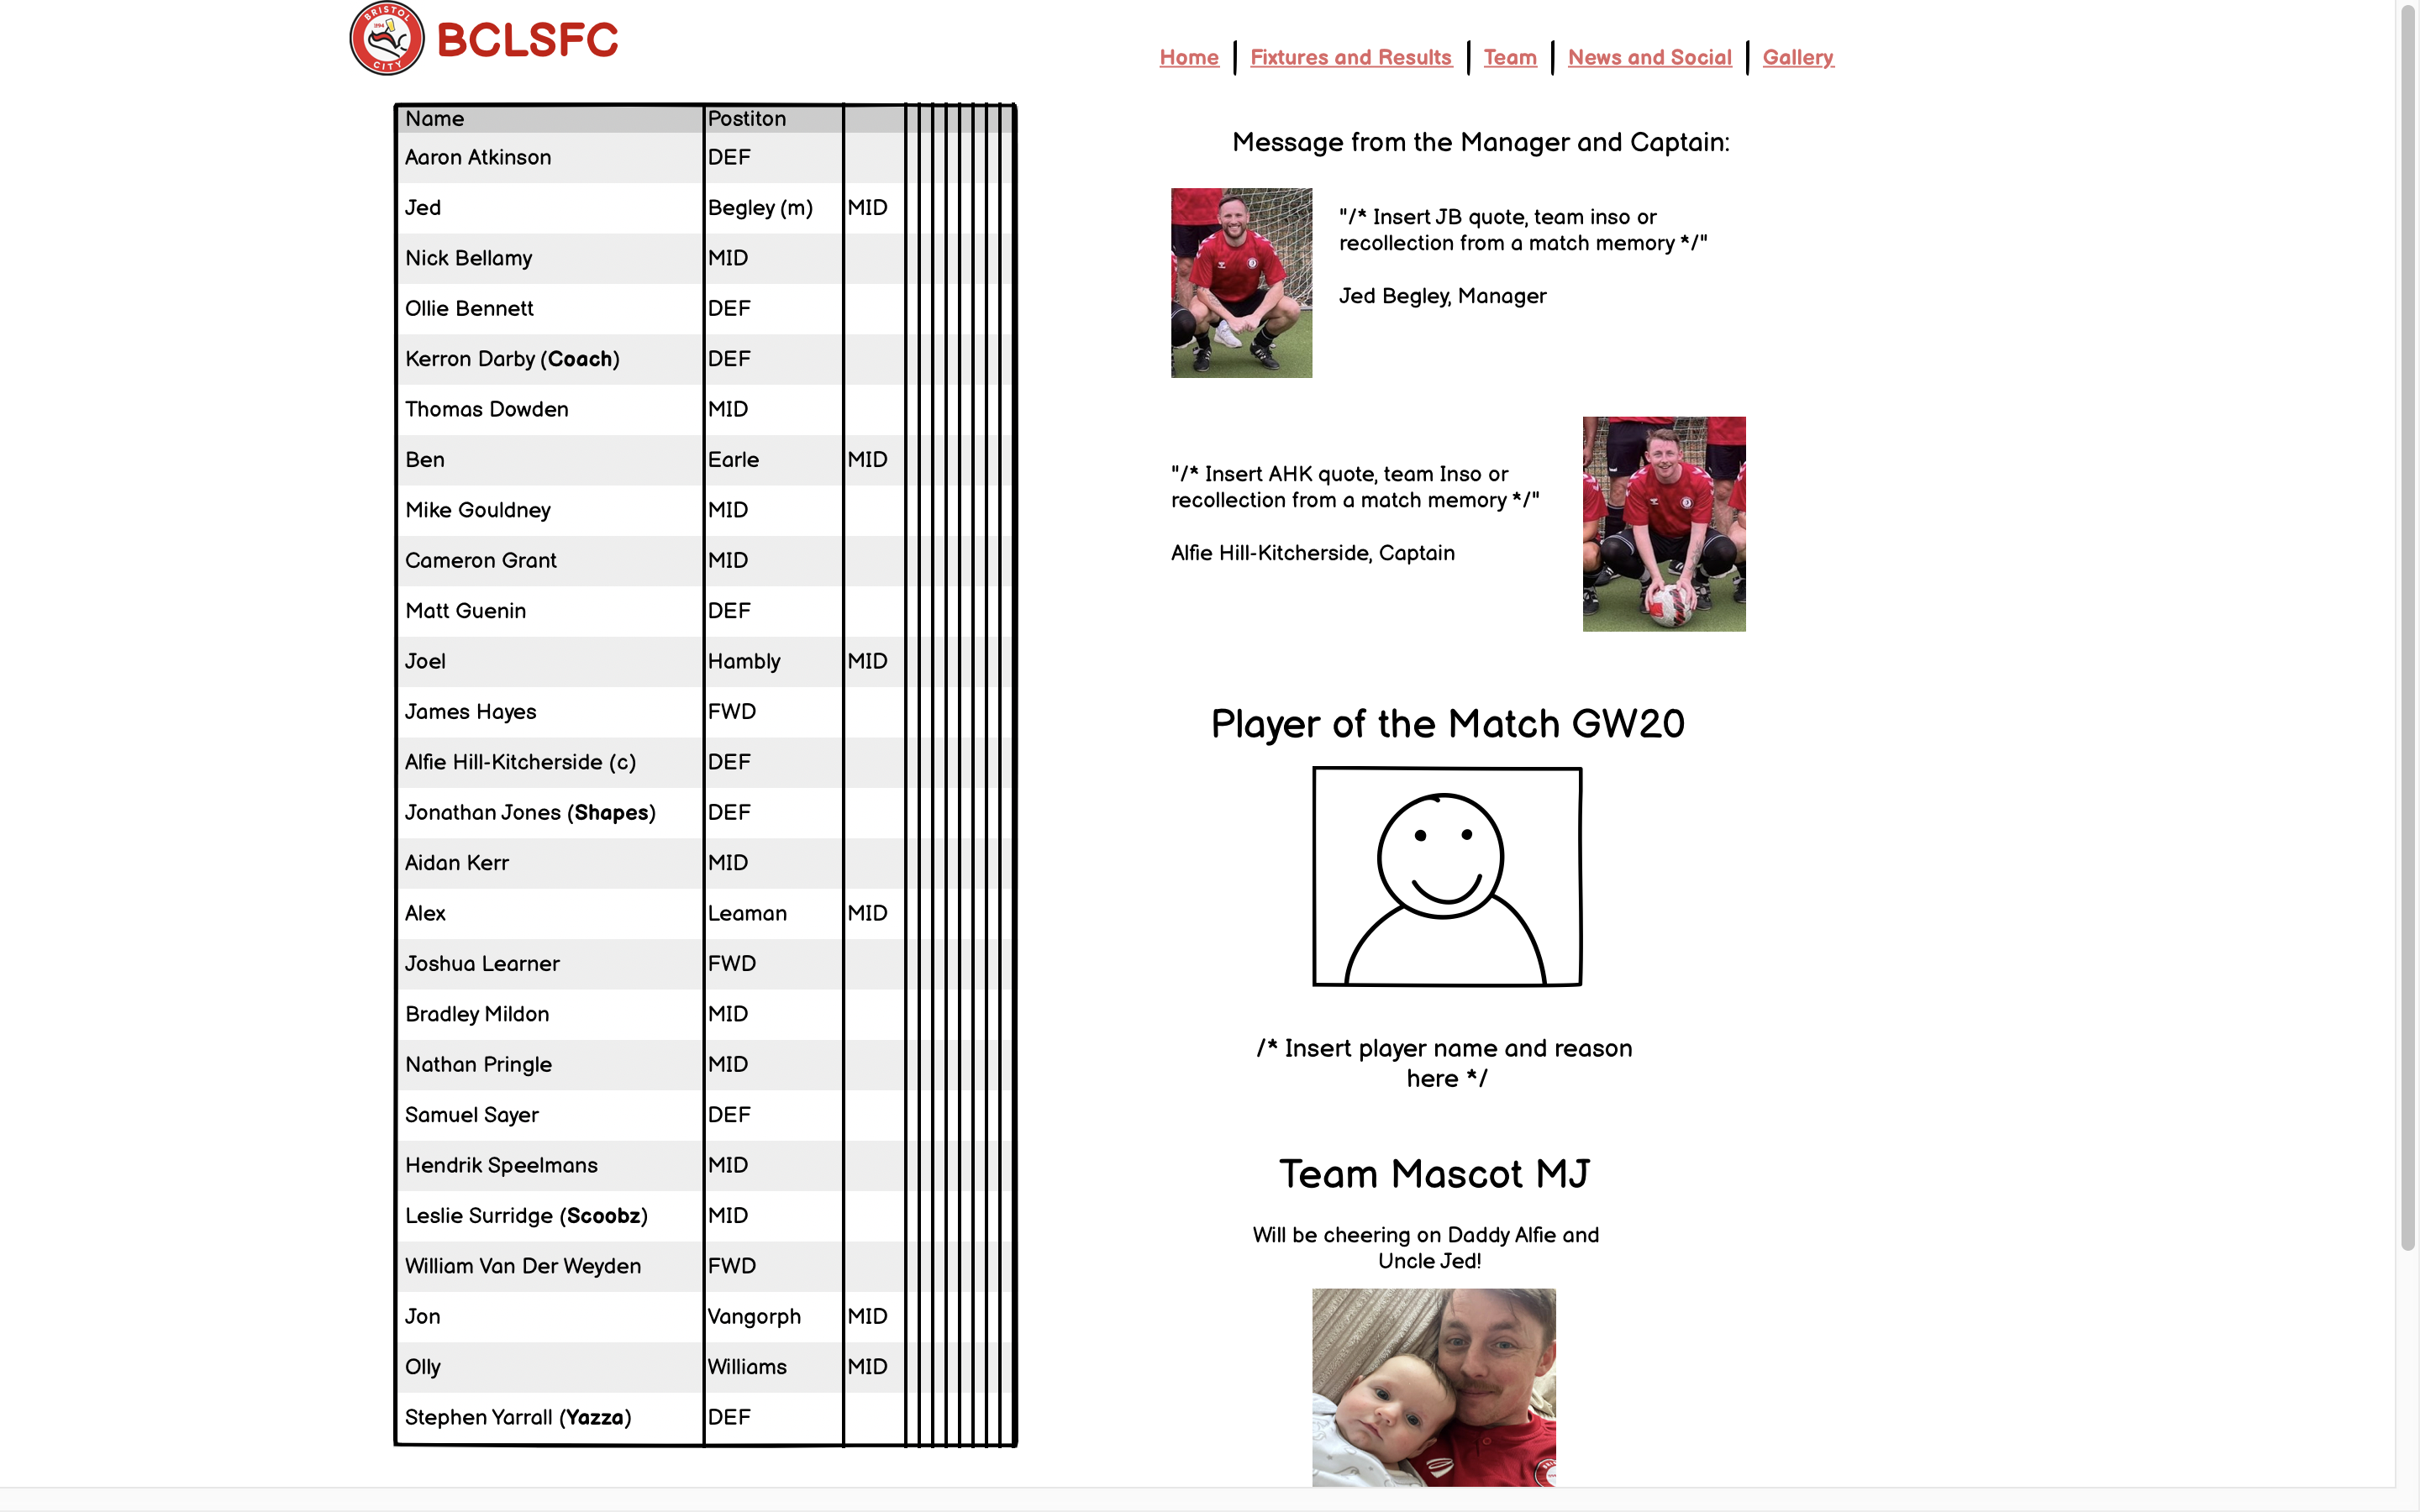 BRISTOL
1894
CITY
BCLSFC
Home | Fixtures and Results | Team | News and Social | Gallery
Name Postiton
Aaron Atkinson DEF
Jed Begley (m) MID
Nick Bellamy MID
Ollie Bennett DEF
Kerron Darby (Coach) DEF
Thomas Dowden MID
Ben Earle MID
Mike Gouldney MID
Cameron Grant MID
Matt Guenin DEF
Joel Hambly MID
James Hayes FWD
Alfie Hill-Kitcherside (c) DEF
Jonathan Jones (Shapes) DEF
Aidan Kerr MID
Alex Leaman MID
Joshua Learner FWD
Bradley Mildon MID
Nathan Pringle MID
Samuel Sayer DEF
Hendrik Speelmans MID
Leslie Surridge (Scoobz) MID
William Van Der Weyden FWD
Jon Vangorph MID
Olly Williams MID
Stephen Yarrall (Yazza) DEF
Message from the Manager and Captain:
"/* Insert JB quote, team inso or
recollection from a match memory */"
Jed Begley, Manager
"/* Insert AHK quote, team Inso or
recollection from a match memory */"
Alfie Hill-Kitcherside, Captain
Player of the Match GW20
/* Insert player name and reason
here */
Team Mascot MJ
Will be cheering on Daddy Alfie and
Uncle Jed!